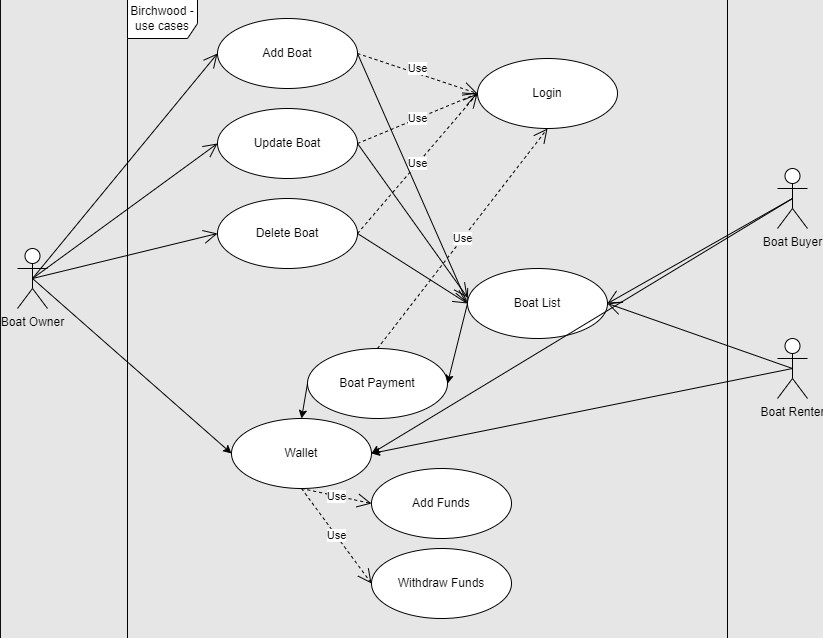 Birchwood -
use cases
Add Boat
Use
Login
Use
Update Boat
Use
Delete Boat
Use
Boat Buyer
Boat List
Boat Owner
Boat Payment
Boat Renter
Wallet
Use
Add Funds
Use
Withdraw Funds